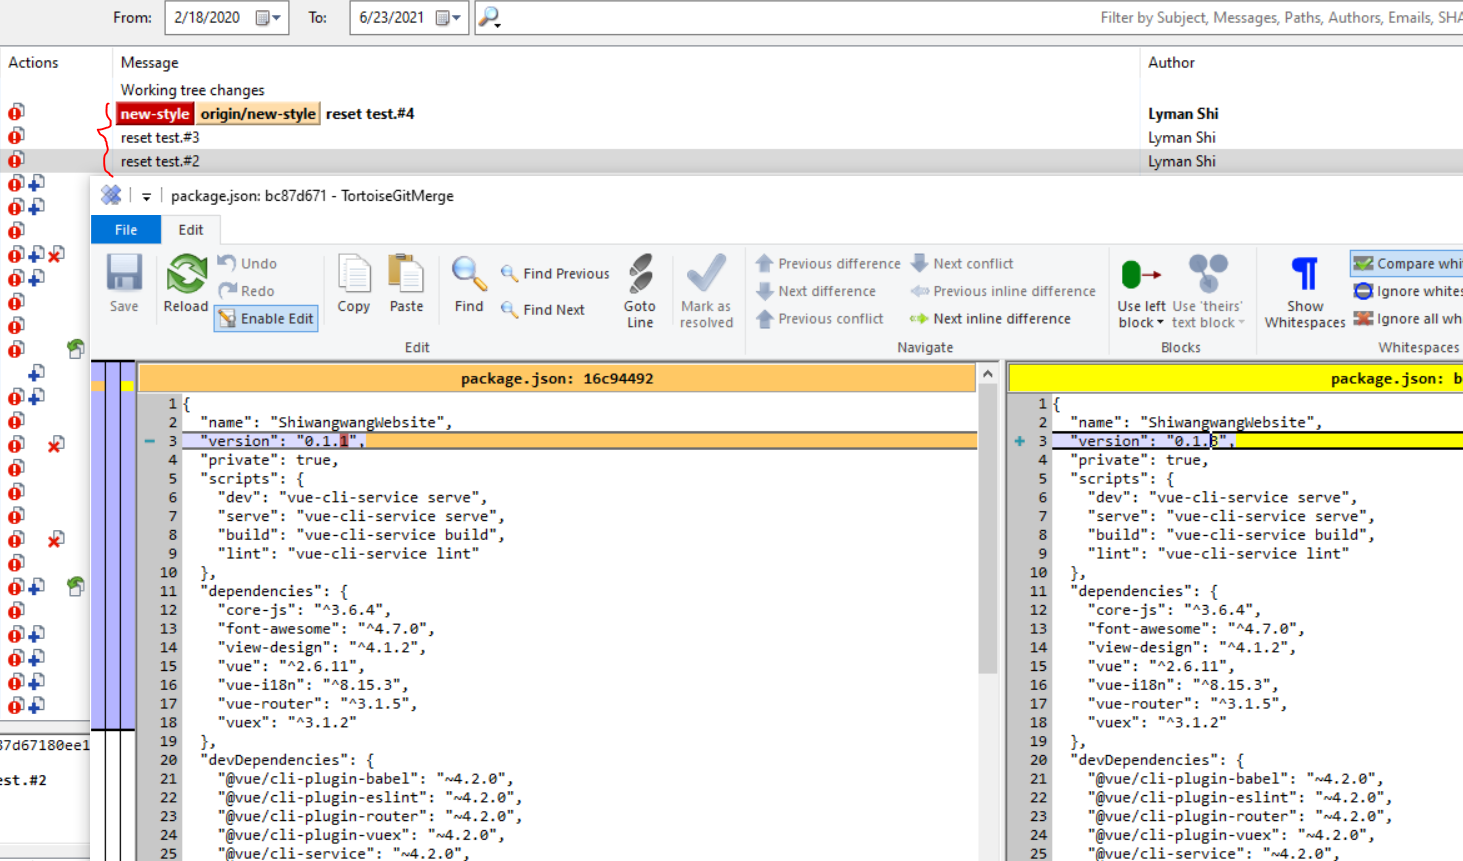 From: 2/18/2020 To: 6/23/2021 Filter by Subject, Messages, Paths, Authors, Emails, SHA
Actions Message Author
Working tree changes
new-style origin/new-style reset test.#4 Lyman Shi
reset test.#3 Lyman Shi
reset test.#2 Lyman Shi
package.json: bc87d671 - TortoiseGitMerge
File Edit
Save Reload Undo Redo Enable Edit Copy Paste Find Find Previous Find Next Goto Line Mark as resolved
Previous difference Next conflict
Next difference Previous inline difference
Previous conflict Next inline difference
Use left block Use 'theirs' text block Show Whitespaces
Compare whi
Ignore whites
Ignore all wh
Edit Navigate Blocks Whitespaces
package.json: 16c94492
1 {
2 "name": "ShiwangwangWebsite",
3 "version": "0.1.1",
4 "private": true,
5 "scripts": {
6 "dev": "vue-cli-service serve",
7 "serve": "vue-cli-service serve",
8 "build": "vue-cli-service build",
9 "lint": "vue-cli-service lint"
10 },
11 "dependencies": {
12 "core-js": "^3.6.4",
13 "font-awesome": "^4.7.0",
14 "view-design": "^4.1.2",
15 "vue": "^2.6.11",
16 "vue-i18n": "^8.15.3",
17 "vue-router": "^3.1.5",
18 "vuex": "^3.1.2"
19 },
20 "devDependencies": {
21 "@vue/cli-plugin-babel": "~4.2.0",
22 "@vue/cli-plugin-eslint": "~4.2.0",
23 "@vue/cli-plugin-router": "~4.2.0",
24 "@vue/cli-plugin-vuex": "~4.2.0",
25 "@vue/cli-service": "~4.2.0",
package.json: b
1 {
2 "name": "ShiwangwangWebsite",
3 "version":
4 "private": true,
5 "scripts": {
6 "dev": "vue-cli-service serve",
7 "serve": "vue-cli-service serve",
8 "build": "vue-cli-service build",
9 "lint": "vue-cli-service lint"
10 },
11 "dependencies": {
12 "core-js": "^3.6.4",
13 "font-awesome": "^4.7.0",
14 "view-design": "^4.1.2",
15 "vue": "^2.6.11",
16 "vue-i18n": "^8.15.3",
17 "vue-router": "^3.1.5",
18 "vuex": "^3.1.2"
19 },
20 "devDependencies": {
21 "@vue/cli-plugin-babel": "~4.2.0",
22 "@vue/cli-plugin-eslint": "~4.2.0",
23 "@vue/cli-plugin-router": "~4.2.0",
24 "@vue/cli-plugin-vuex": "~4.2.0",
25 "@vue/cli-service": "~4.2.0",
87d67180ee1
est.#2